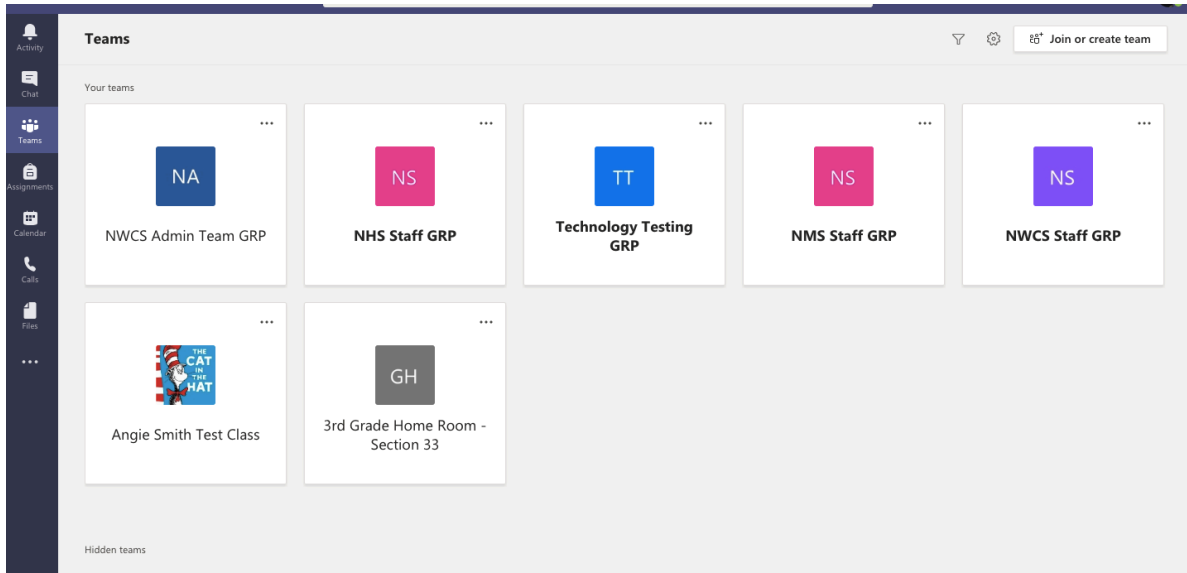 Activity
Chat
Teams
Assignments
Calendar
Calls
Files
Teams
Join or create team
Your teams
NA
NWCS Admin Team GRP
NS
NHS Staff GRP
TT
Technology Testing
GRP
NS
NMS Staff GRP
NS
NWCS Staff GRP
THE
CAT
IN
THE
HAT
Angie Smith Test Class
GH
3rd Grade Home Room -
Section 33
Hidden teams